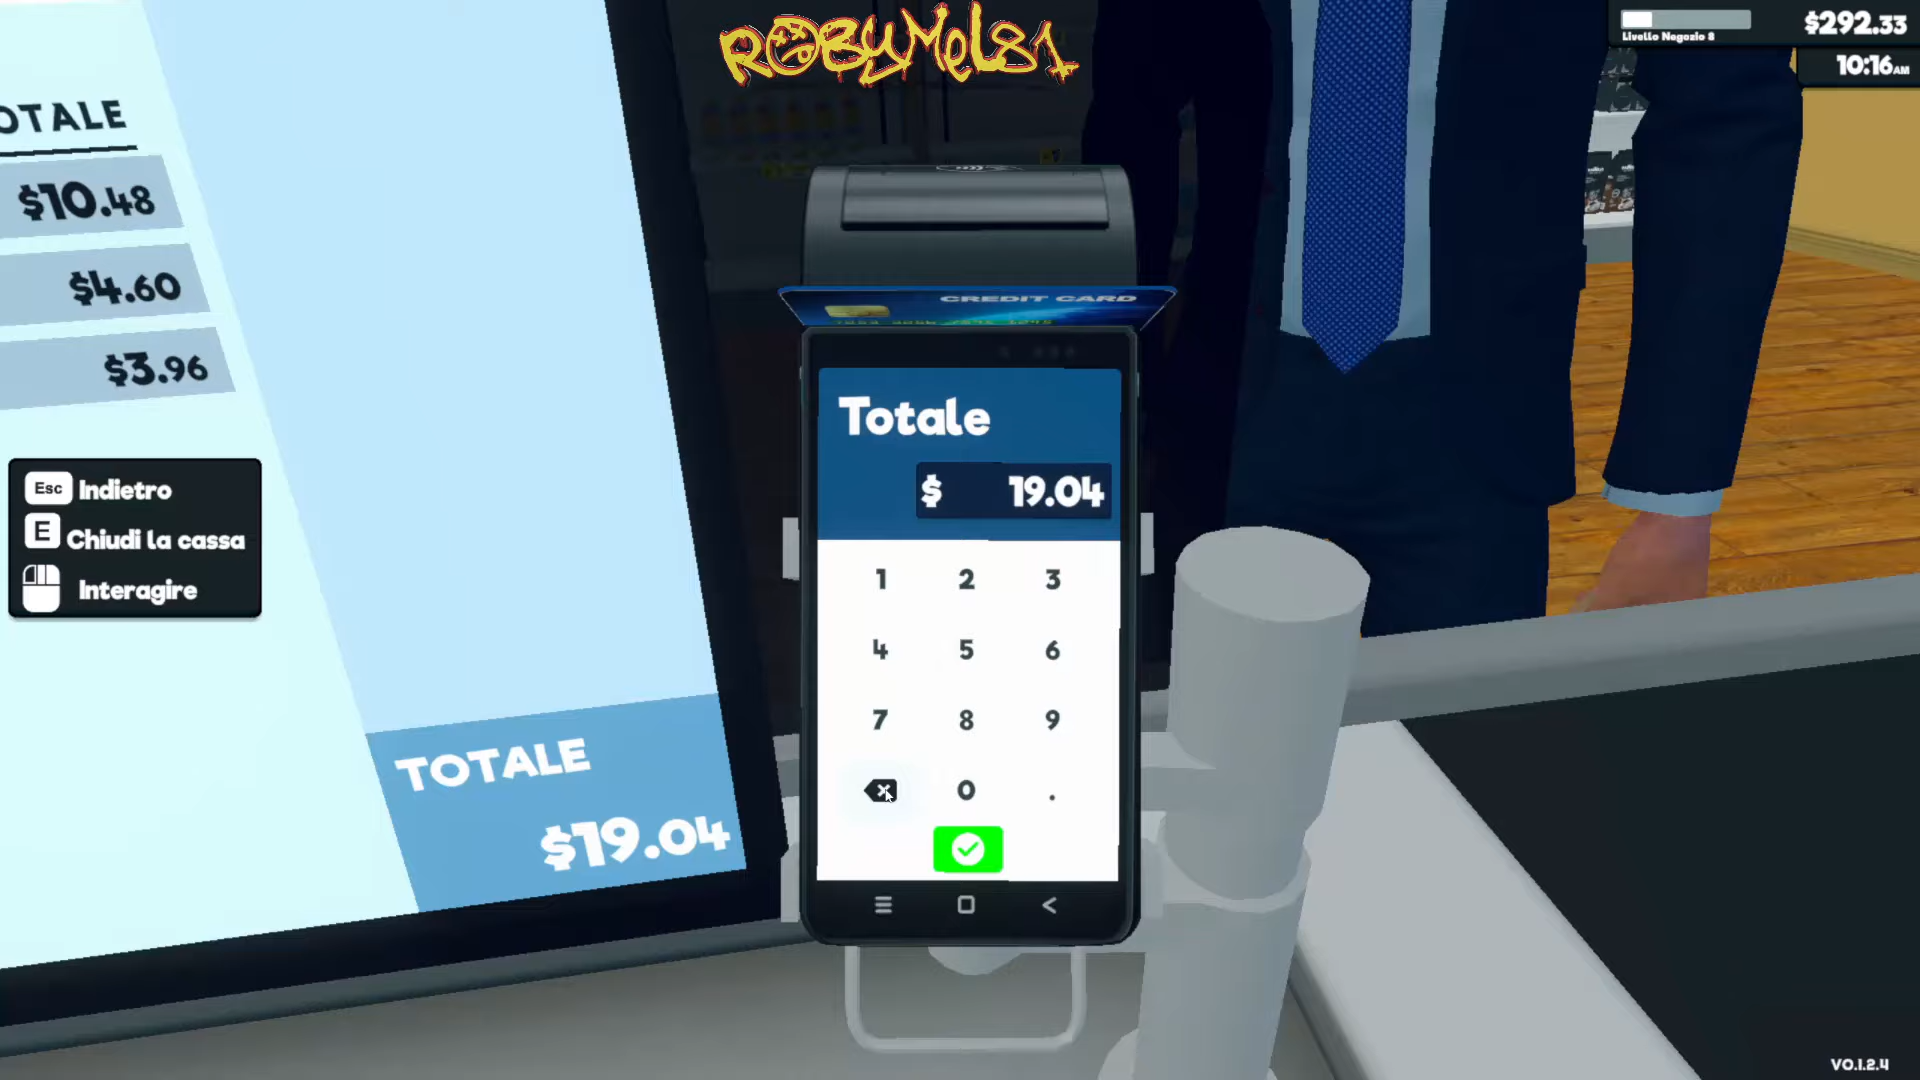 ROBYMEL81
$292.33
Livello Negozio 8
10:16AM
OTALE
$10.48
$4.60
$3.96
CREDIT CARD
Totale
$ 19.04
Esc Indietro
E Chiudi la cassa
Interagire
1 2 3
4 5 6
7 8 9
0 .
TOTALE
$19.04
V0.1.2.4